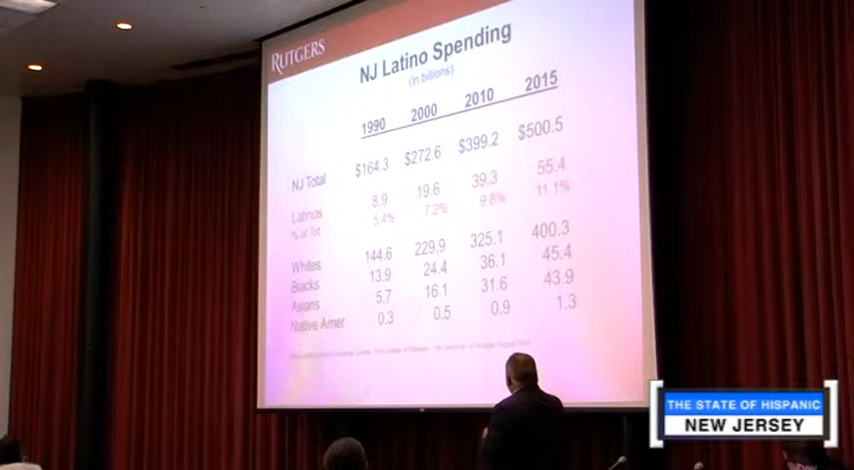 RUTGERS
NJ Latino Spending
(in billions)
1990 2000 2010 2015
NJ Total $164.3 $272.6 $399.2 $500.5
Latinos 8.9 19.6 39.3 55.4
% of Tot 5.4% 7.2% 9.8% 11.1%
Whites 144.6 229.9 325.1 400.3
Blacks 13.9 24.4 36.1 45.4
Asians 5.7 16.1 31.6 43.9
Native Amer 0.3 0.5 0.9 1.3
THE STATE OF HISPANIC
NEW JERSEY